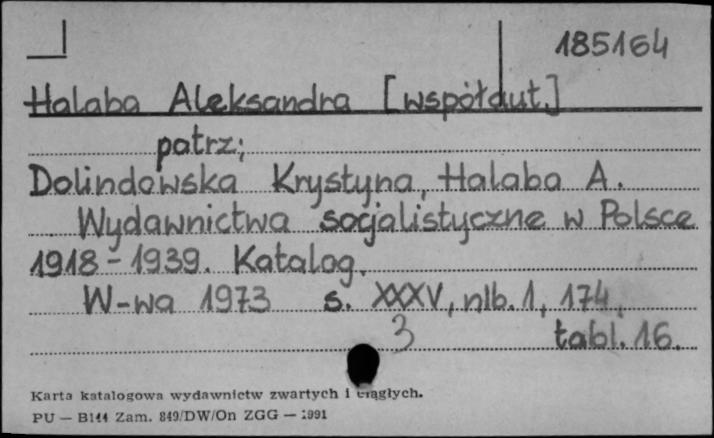 185164
Halaba Aleksandra [współaut.]
patrz;
Dolindowska Krystyna, Halaba A.
Wydawnictwa socjalistyczne w Polsce
1918-1939. Katalog.
W-wa 1973 s. XXXV, nlb. 1, 174,
3 tabl. 16.
Karta katalogowa wydawnictw zwartych i ciągłych.
PU — B144 Zam. 849/DW/On ZGG — 1991